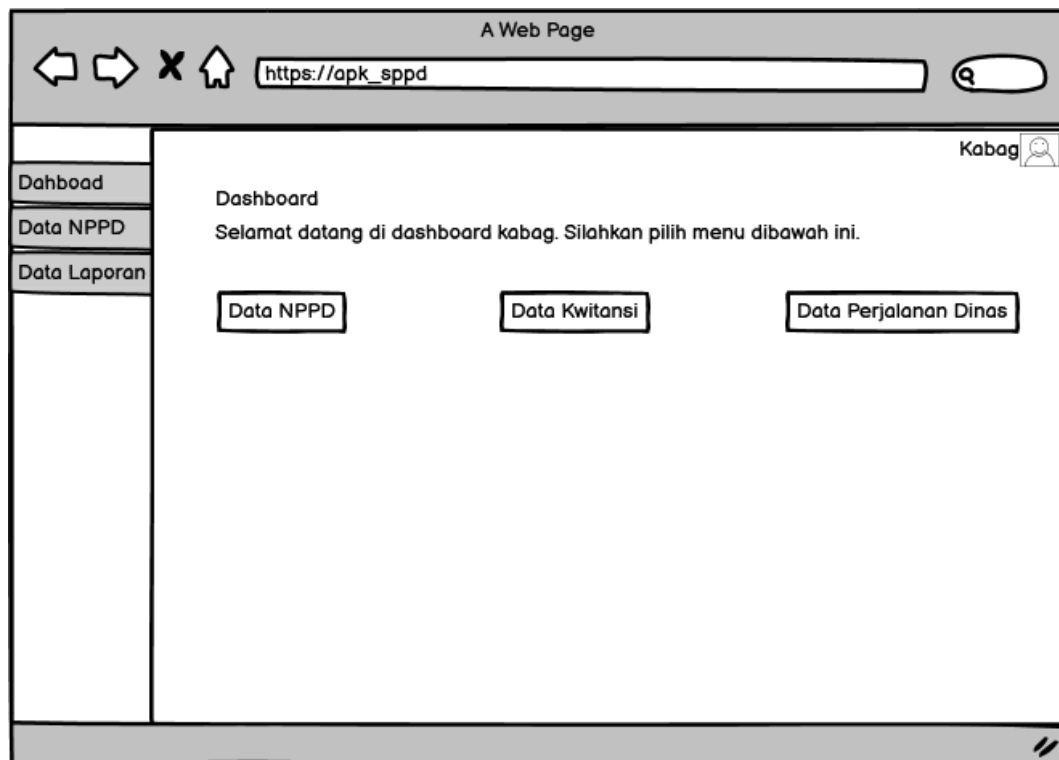 A Web Page
https://apk_sppd
Kabag
Dahboad
Data NPPD
Data Laporan
Dashboard
Selamat datang di dashboard kabag. Silahkan pilih menu dibawah ini.
Data NPPD
Data Kwitansi
Data Perjalanan Dinas